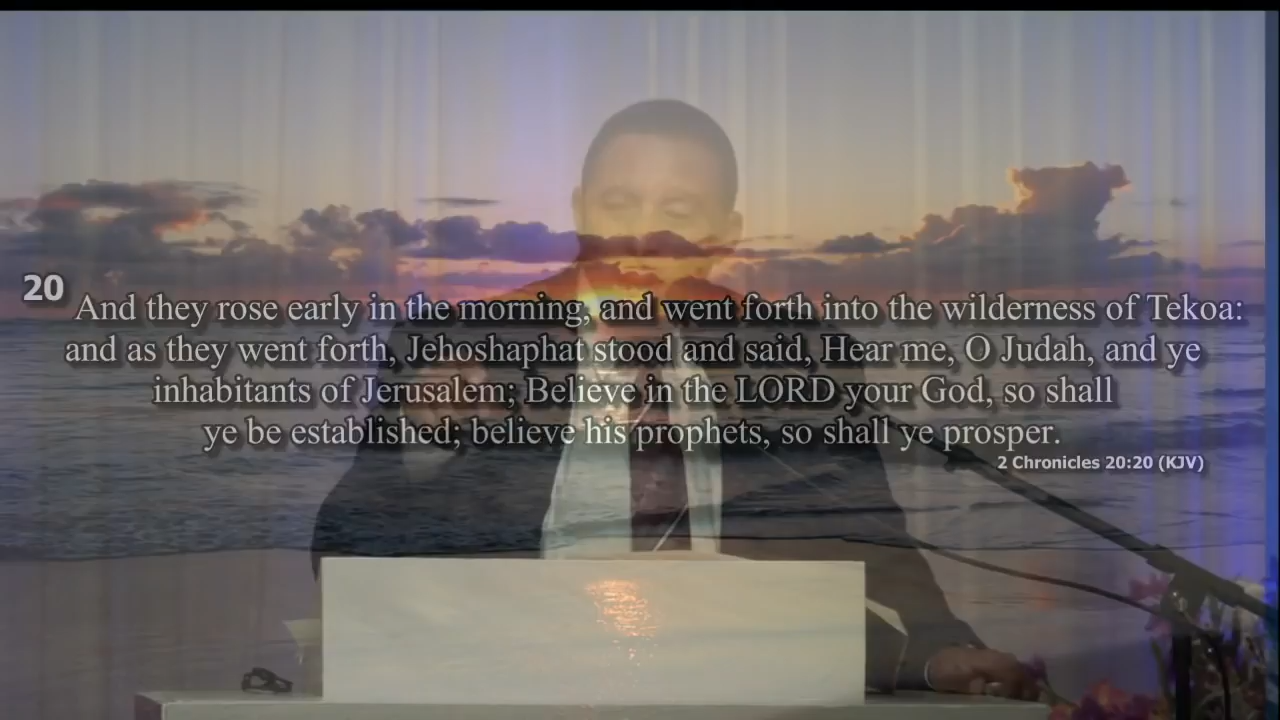 20
And they rose early in the morning, and went forth into the wilderness of Tekoa:
and as they went forth, Jehoshaphat stood and said, Hear me, O Judah, and ye
inhabitants of Jerusalem; Believe in the LORD your God, so shall
ye be established; believe his prophets, so shall ye prosper.
2 Chronicles 20:20 (KJV)